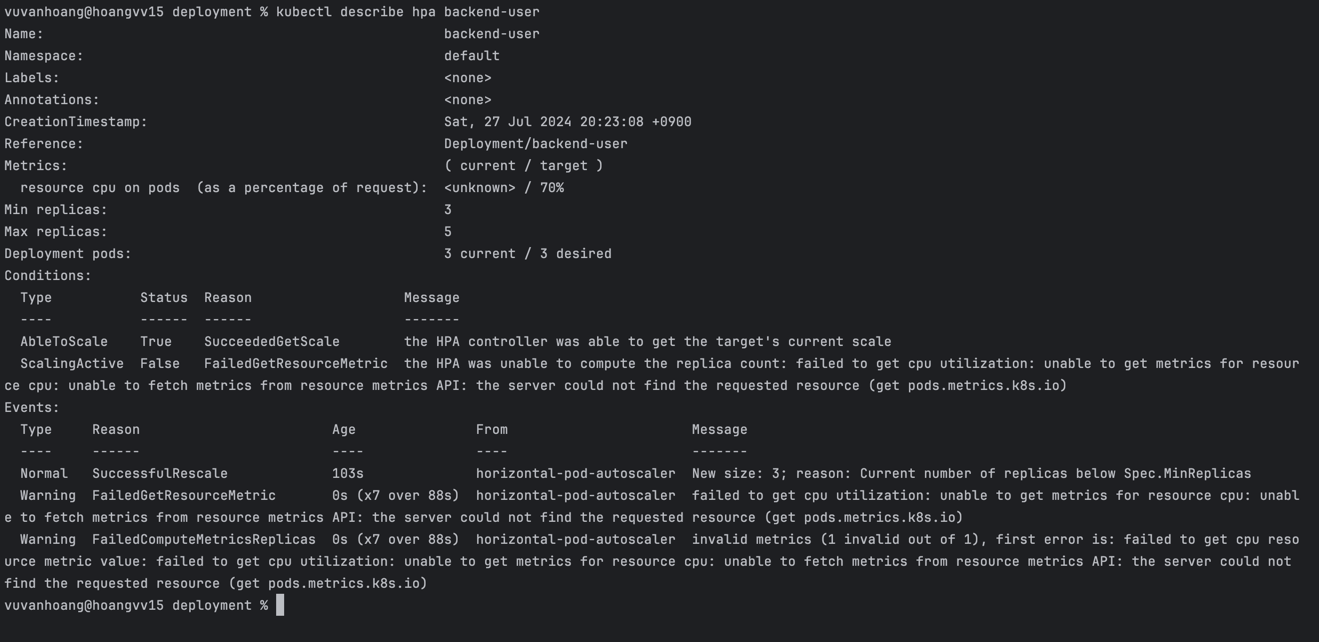 vuvanhoang@hoangvv15 deployment % kubectl describe hpa backend-user
Name:                                                  backend-user
Namespace:                                             default
Labels:                                                <none>
Annotations:                                           <none>
CreationTimestamp:                                     Sat, 27 Jul 2024 20:23:08 +0900
Reference:                                             Deployment/backend-user
Metrics:                                               ( current / target )
  resource cpu on pods  (as a percentage of request):  <unknown> / 70%
Min replicas:                                          3
Max replicas:                                          5
Deployment pods:                                       3 current / 3 desired
Conditions:
  Type           Status  Reason                   Message
  ----           ------  ------                   -------
  AbleToScale    True    SucceededGetScale        the HPA controller was able to get the target's current scale
  ScalingActive  False   FailedGetResourceMetric  the HPA was unable to compute the replica count: failed to get cpu utilization: unable to get metrics for resour
ce cpu: unable to fetch metrics from resource metrics API: the server could not find the requested resource (get pods.metrics.k8s.io)
Events:
  Type     Reason                        Age               From                       Message
  ----     ------                        ----              ----                       -------
  Normal   SuccessfulRescale             103s              horizontal-pod-autoscaler  New size: 3; reason: Current number of replicas below Spec.MinReplicas
  Warning  FailedGetResourceMetric       0s (x7 over 88s)  horizontal-pod-autoscaler  failed to get cpu utilization: unable to get metrics for resource cpu: unabl
e to fetch metrics from resource metrics API: the server could not find the requested resource (get pods.metrics.k8s.io)
  Warning  FailedComputeMetricsReplicas  0s (x7 over 88s)  horizontal-pod-autoscaler  invalid metrics (1 invalid out of 1), first error is: failed to get cpu reso
urce metric value: failed to get cpu utilization: unable to get metrics for resource cpu: unable to fetch metrics from resource metrics API: the server could not
find the requested resource (get pods.metrics.k8s.io)
vuvanhoang@hoangvv15 deployment %